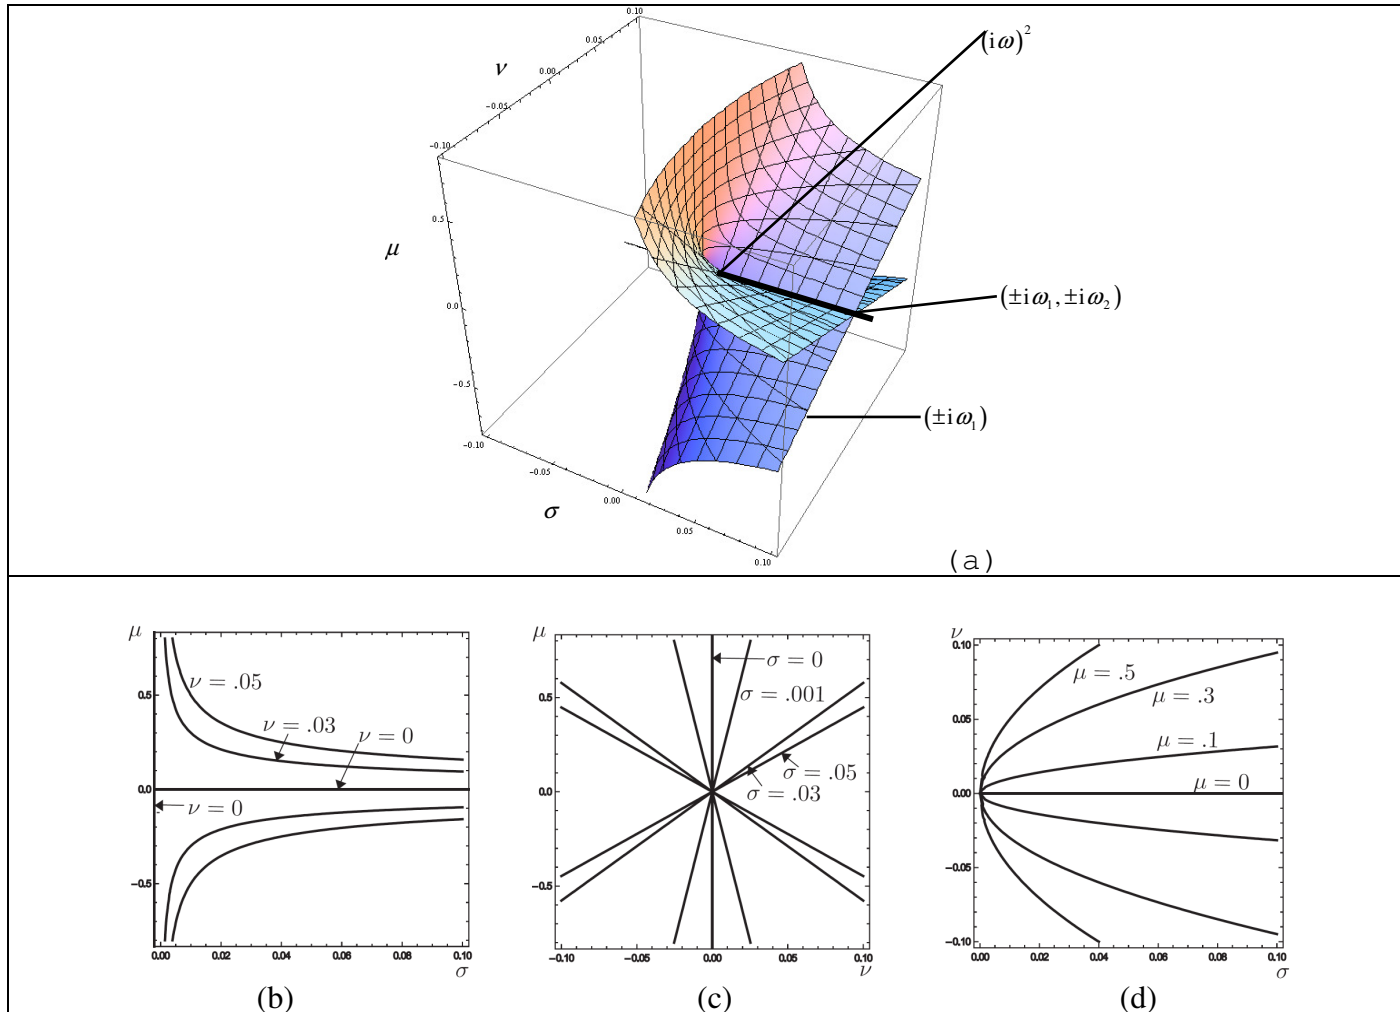 0.10
0.05
0.00
−0.05
−0.10
ν
(iω)²
0.5
μ
0.0
−0.5
(±iω₁, ±iω₂)
(±iω₁)
−0.10
−0.05
0.00
σ
0.05
0.10
(a)
μ
0.5
0.0
−0.5
ν = .05
ν = .03
ν = 0
ν = 0
0.00 0.02 0.04 0.06 0.08 0.10
σ
(b)
μ
0.5
0.0
−0.5
σ = 0
σ = .001
σ = .05
σ = .03
−0.10 −0.05 0.00 0.05 0.10
ν
(c)
ν
0.10
0.05
0.00
−0.05
−0.10
μ = .5
μ = .3
μ = .1
μ = 0
0.00 0.02 0.04 0.06 0.08 0.10
σ
(d)